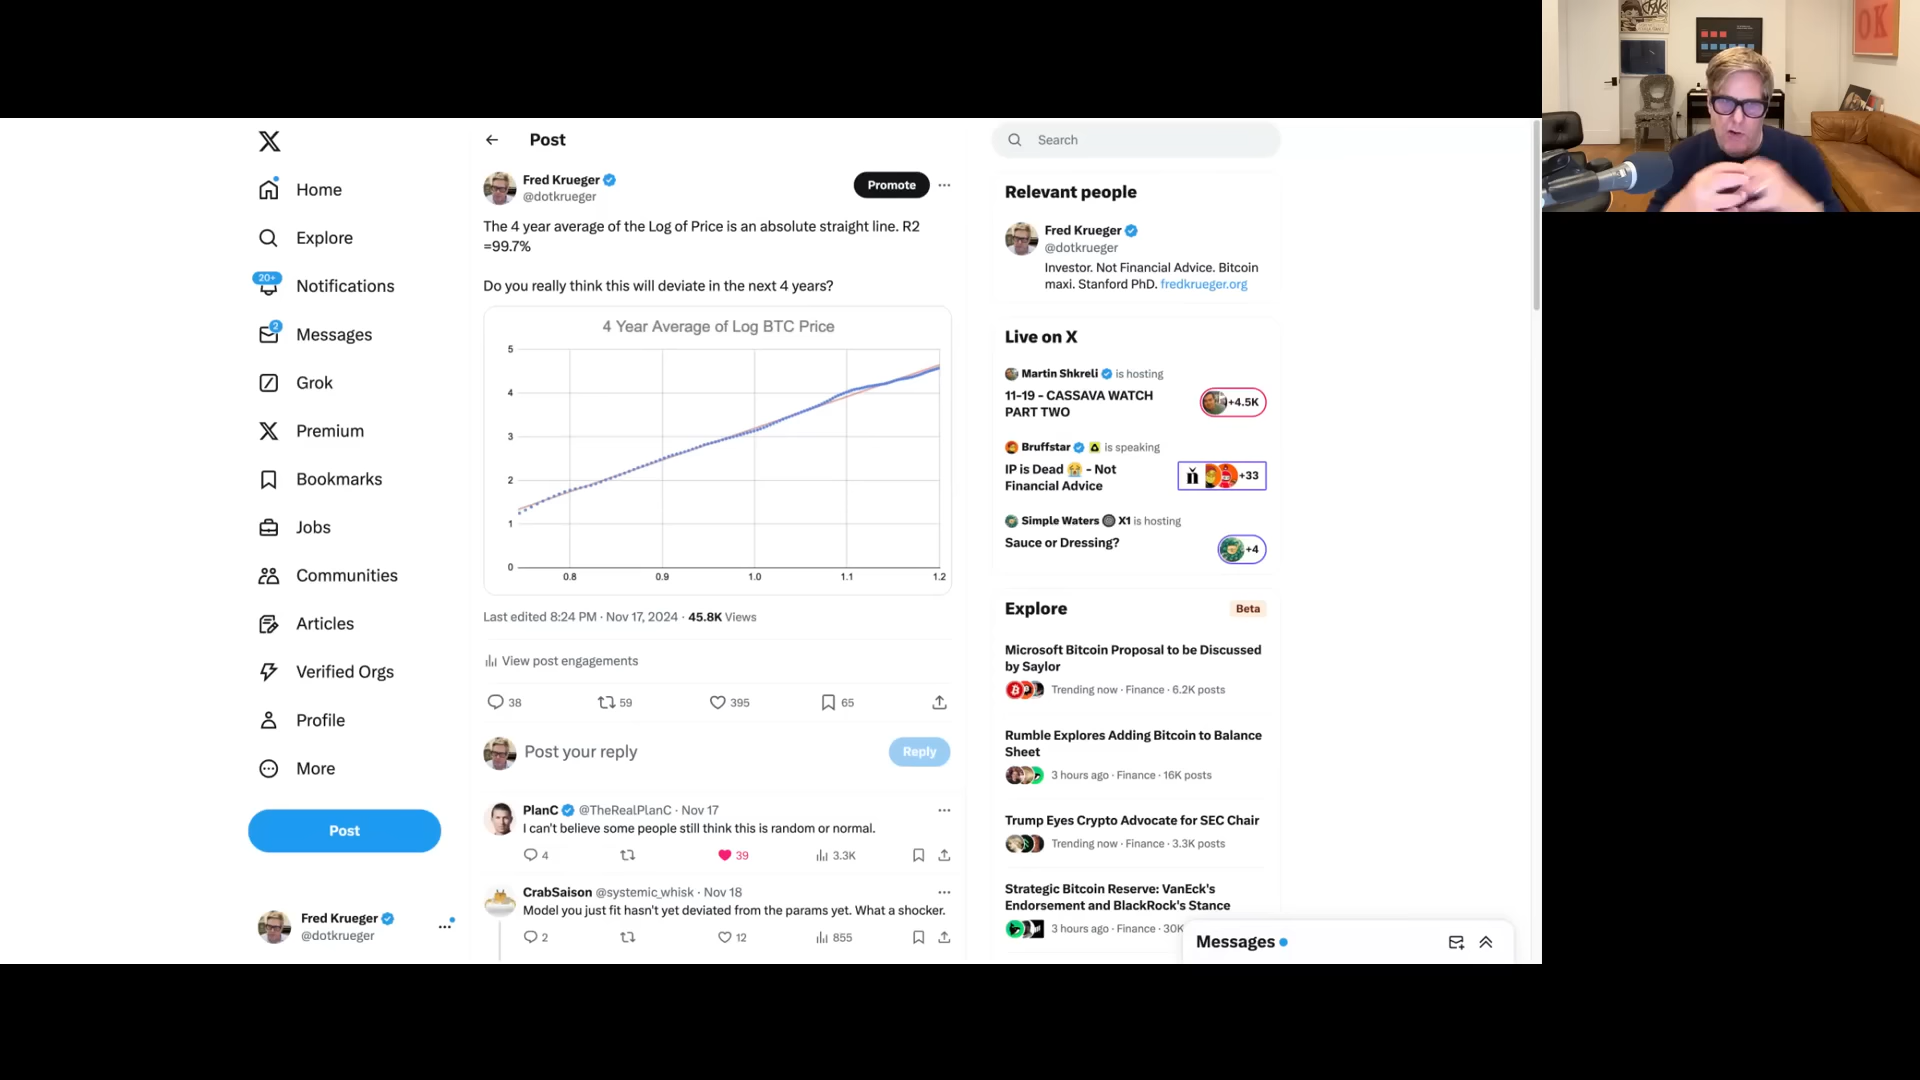 Home
Explore
20+
Notifications
2
Messages
Grok
Premium
Bookmarks
Jobs
Communities
Articles
Verified Orgs
Profile
More
Post
Fred Krueger
@dotkrueger
Post
Fred Krueger
@dotkrueger
Promote
The 4 year average of the Log of Price is an absolute straight line. R2
=99.7%
Do you really think this will deviate in the next 4 years?
4 Year Average of Log BTC Price
5
4
3
2
1
0
0.8 0.9 1.0 1.1 1.2
Last edited 8:24 PM · Nov 17, 2024 · 45.8K Views
View post engagements
38 59 395 65
Post your reply
Reply
PlanC @TheRealPlanC · Nov 17
I can't believe some people still think this is random or normal.
4 39 3.3K
CrabSaison @systemic_whisk · Nov 18
Model you just fit hasn't yet deviated from the params yet. What a shocker.
2 12 855
Search
Relevant people
Fred Krueger
@dotkrueger
Investor. Not Financial Advice. Bitcoin
maxi. Stanford PhD. fredkrueger.org
Live on X
Martin Shkreli is hosting
11-19 - CASSAVA WATCH
PART TWO
+4.5K
Bruffstar is speaking
IP is Dead 😭 - Not
Financial Advice
+33
Simple Waters X1 is hosting
Sauce or Dressing?
+4
Explore
Beta
Microsoft Bitcoin Proposal to be Discussed
by Saylor
Trending now · Finance · 6.2K posts
Rumble Explores Adding Bitcoin to Balance
Sheet
3 hours ago · Finance · 16K posts
Trump Eyes Crypto Advocate for SEC Chair
Trending now · Finance · 3.3K posts
Strategic Bitcoin Reserve: VanEck's
Endorsement and BlackRock's Stance
3 hours ago · Finance · 30K
Messages
OK